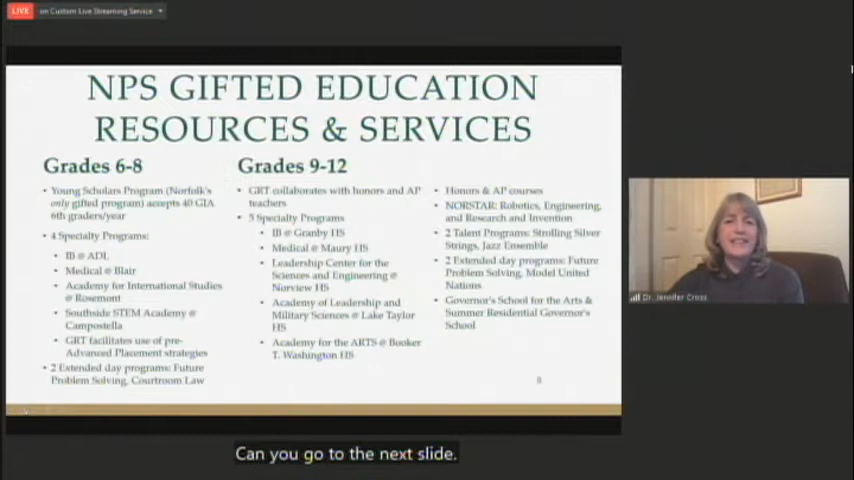 LIVE on Custom Live Streaming Service
NPS GIFTED EDUCATION
RESOURCES & SERVICES
Grades 6-8
• Young Scholars Program (Norfolk's
only gifted program) accepts 40 GIA
6th graders/year
• 4 Specialty Programs:
• IB @ ADL
• Medical @ Blair
• Academy for International Studies
@ Rosemont
• Southside STEM Academy @
Campostella
• GRT facilitates use of pre-
Advanced Placement strategies
• 2 Extended day programs: Future
Problem Solving, Courtroom Law
Grades 9-12
• GRT collaborates with honors and AP
teachers
• 5 Specialty Programs
• IB @ Granby HS
• Medical @ Maury HS
• Leadership Center for the
Sciences and Engineering @
Norview HS
• Academy of Leadership and
Military Sciences @ Lake Taylor
HS
• Academy for the ARTS @ Booker
T. Washington HS
• Honors & AP courses
• NORSTAR: Robotics, Engineering,
and Research and Invention
• 2 Talent Programs: Strolling Silver
Strings, Jazz Ensemble
• 2 Extended day programs: Future
Problem Solving, Model United
Nations
• Governor's School for the Arts &
Summer Residential Governor's
School
8
Dr. Jennifer Cross
Can you go to the next slide.